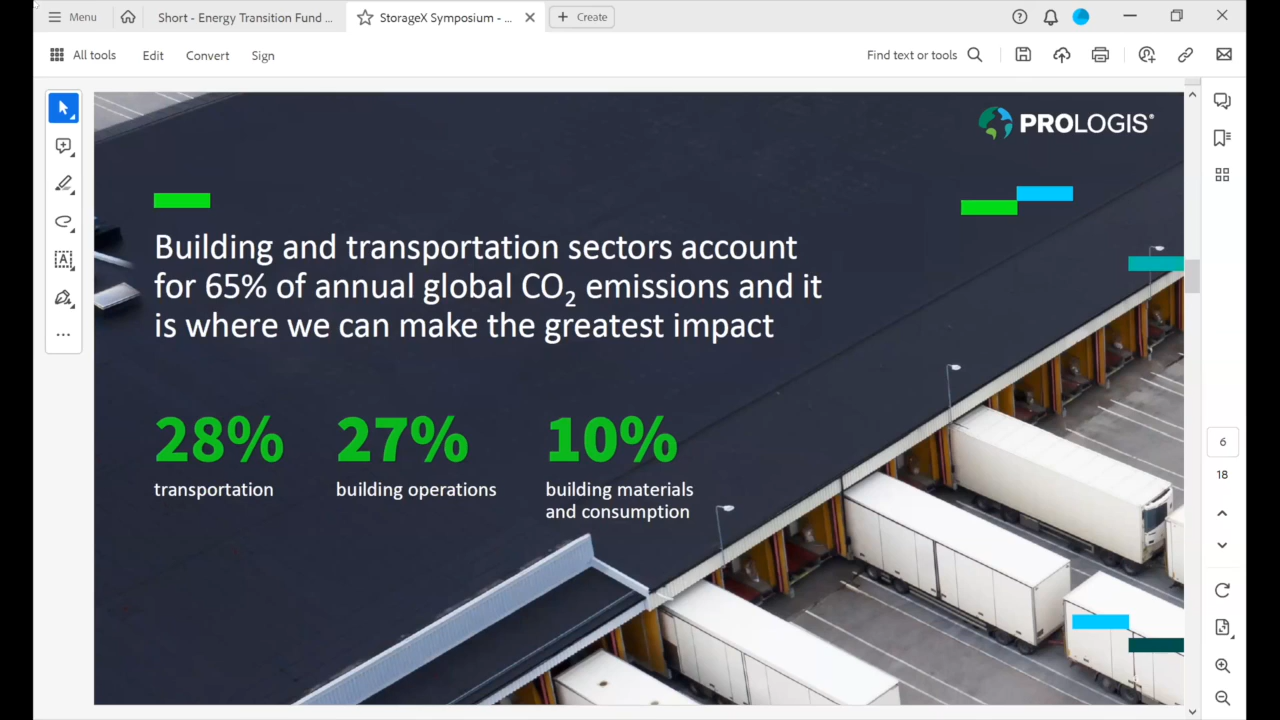 Menu
Short - Energy Transition Fund ...
StorageX Symposium - ...
Create
All tools
Edit
Convert
Sign
Find text or tools
PROLOGIS®
Building and transportation sectors account
for 65% of annual global CO₂ emissions and it
is where we can make the greatest impact
28%
27%
10%
transportation
building operations
building materials
and consumption
6
18